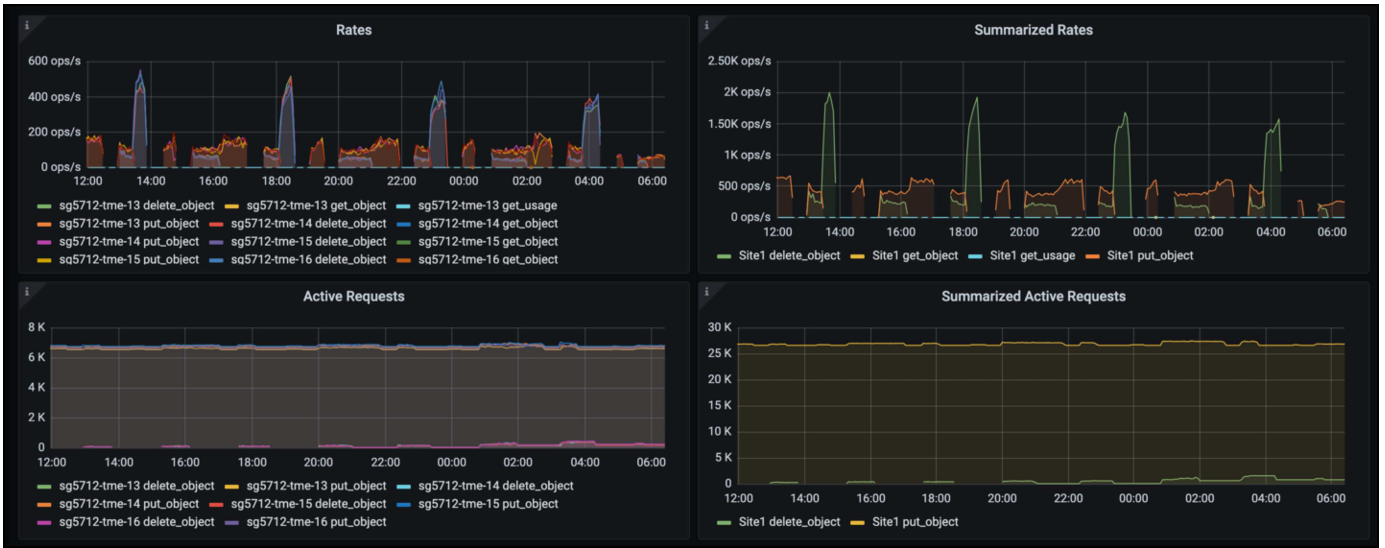 Rates
600 ops/s
400 ops/s
200 ops/s
0 ops/s
12:00 14:00 16:00 18:00 20:00 22:00 00:00 02:00 04:00 06:00
sg5712-tme-13 delete_object sg5712-tme-13 get_object sg5712-tme-13 get_usage
sg5712-tme-13 put_object sg5712-tme-14 delete_object sg5712-tme-14 get_object
sg5712-tme-14 put_object sg5712-tme-15 delete_object sg5712-tme-15 get_object
sg5712-tme-15 put_object sg5712-tme-16 delete_object sg5712-tme-16 get_object
Summarized Rates
2.50K ops/s
2K ops/s
1.50K ops/s
1K ops/s
500 ops/s
0 ops/s
12:00 14:00 16:00 18:00 20:00 22:00 00:00 02:00 04:00 06:00
Site1 delete_object Site1 get_object Site1 get_usage Site1 put_object
Active Requests
8 K
6 K
4 K
2 K
0
12:00 14:00 16:00 18:00 20:00 22:00 00:00 02:00 04:00 06:00
sg5712-tme-13 delete_object sg5712-tme-13 put_object sg5712-tme-14 delete_object
sg5712-tme-14 put_object sg5712-tme-15 delete_object sg5712-tme-15 put_object
sg5712-tme-16 delete_object sg5712-tme-16 put_object
Summarized Active Requests
30 K
25 K
20 K
15 K
10 K
5 K
0
12:00 14:00 16:00 18:00 20:00 22:00 00:00 02:00 04:00 06:00
Site1 delete_object Site1 put_object